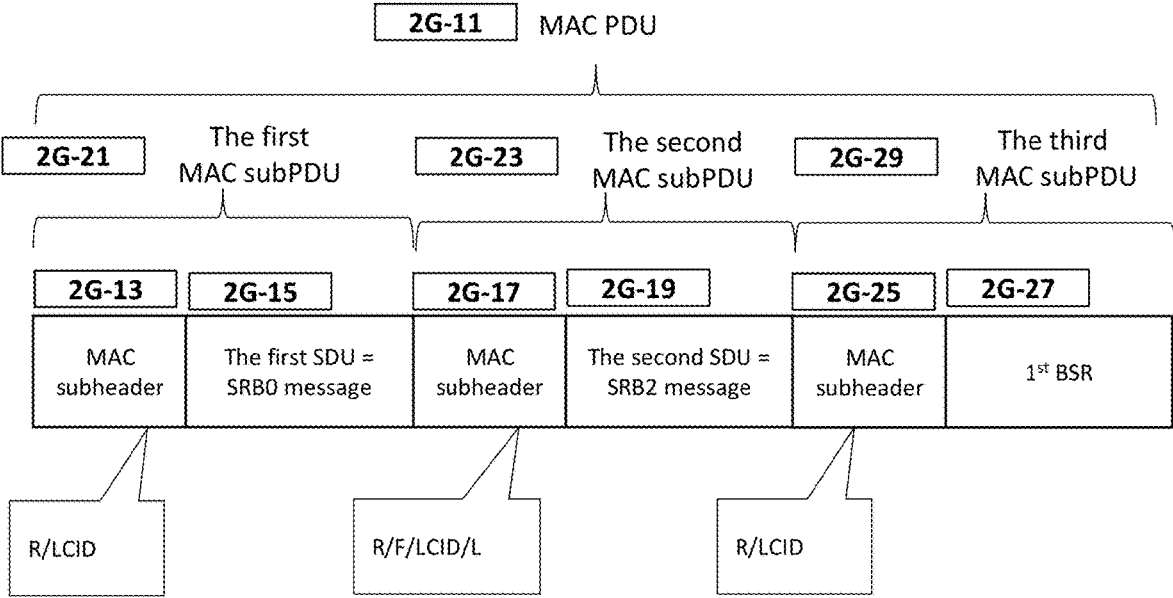 2G-11 MAC PDU
2G-21 The first
MAC subPDU
2G-23 The second
MAC subPDU
2G-29 The third
MAC subPDU
2G-13 2G-15 2G-17 2G-19 2G-25 2G-27
MAC
subheader
The first SDU =
SRB0 message
MAC
subheader
The second SDU =
SRB2 message
MAC
subheader
1st BSR
R/LCID
R/F/LCID/L
R/LCID